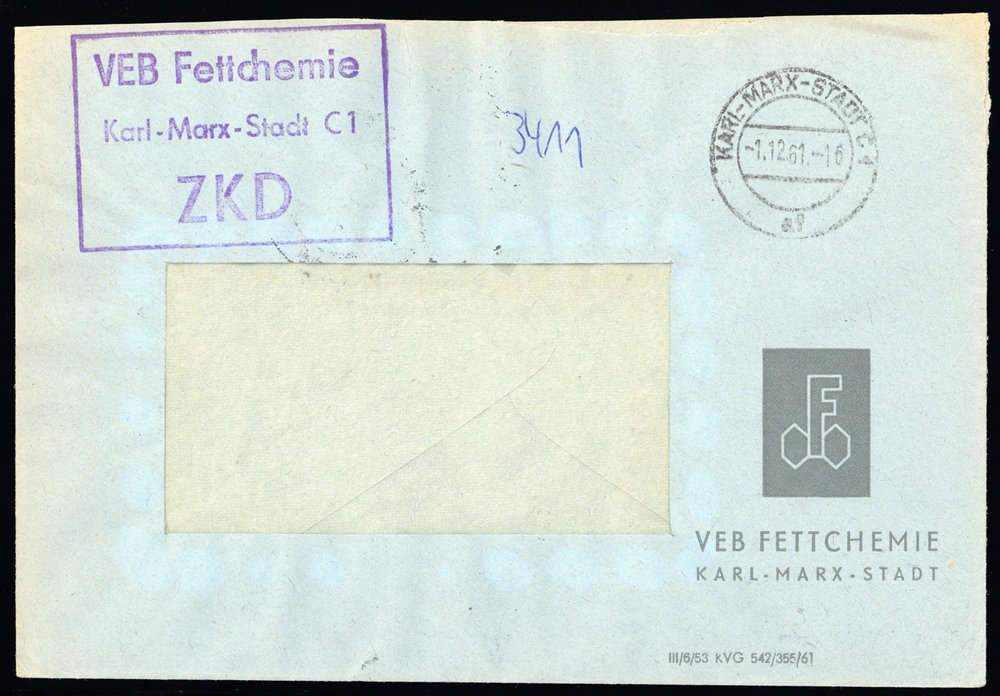 VEB Fettchemie
Karl-Marx-Stadt C1
ZKD
3411
KARL-MARX-STADT C1
-1.12.61.-16
F
VEB FETTCHEMIE
KARL-MARX-STADT
III/6/53 KVG 542/355/61